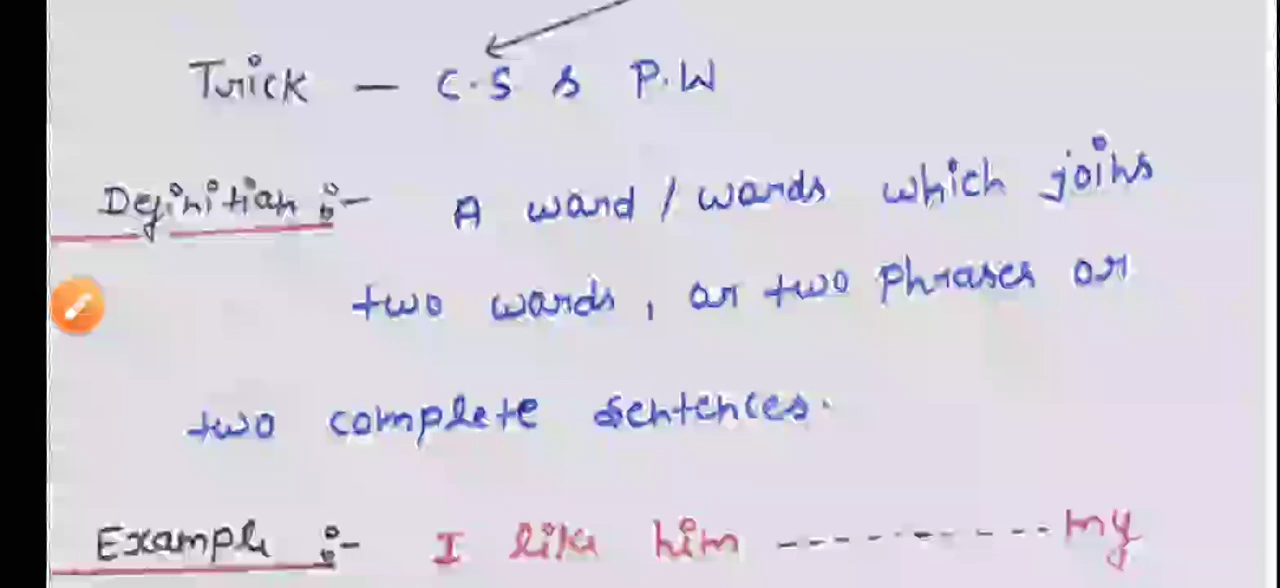 Trick — C.S & P.W
Definition :- A word / words which joins
two words, or two phrases or
two complete sentences.
Example :- I like him ---------- my